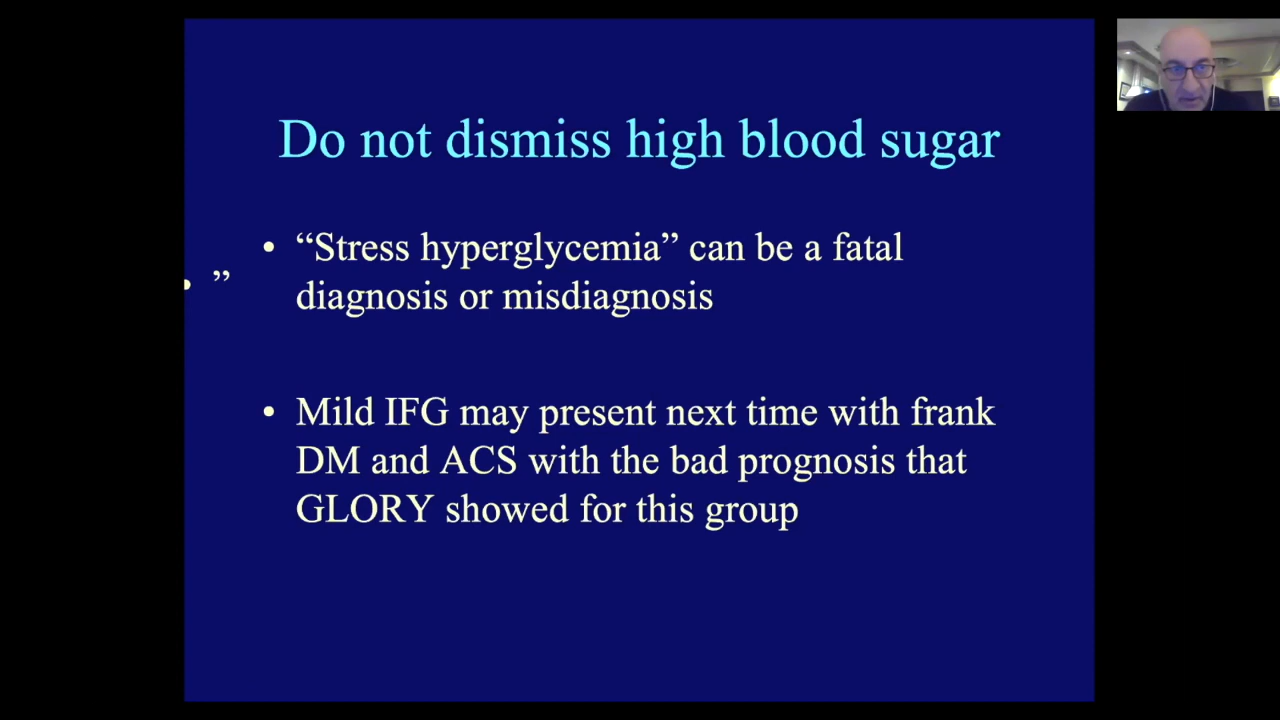 Do not dismiss high blood sugar
• “Stress hyperglycemia” can be a fatal
• ”
diagnosis or misdiagnosis
• Mild IFG may present next time with frank
DM and ACS with the bad prognosis that
GLORY showed for this group